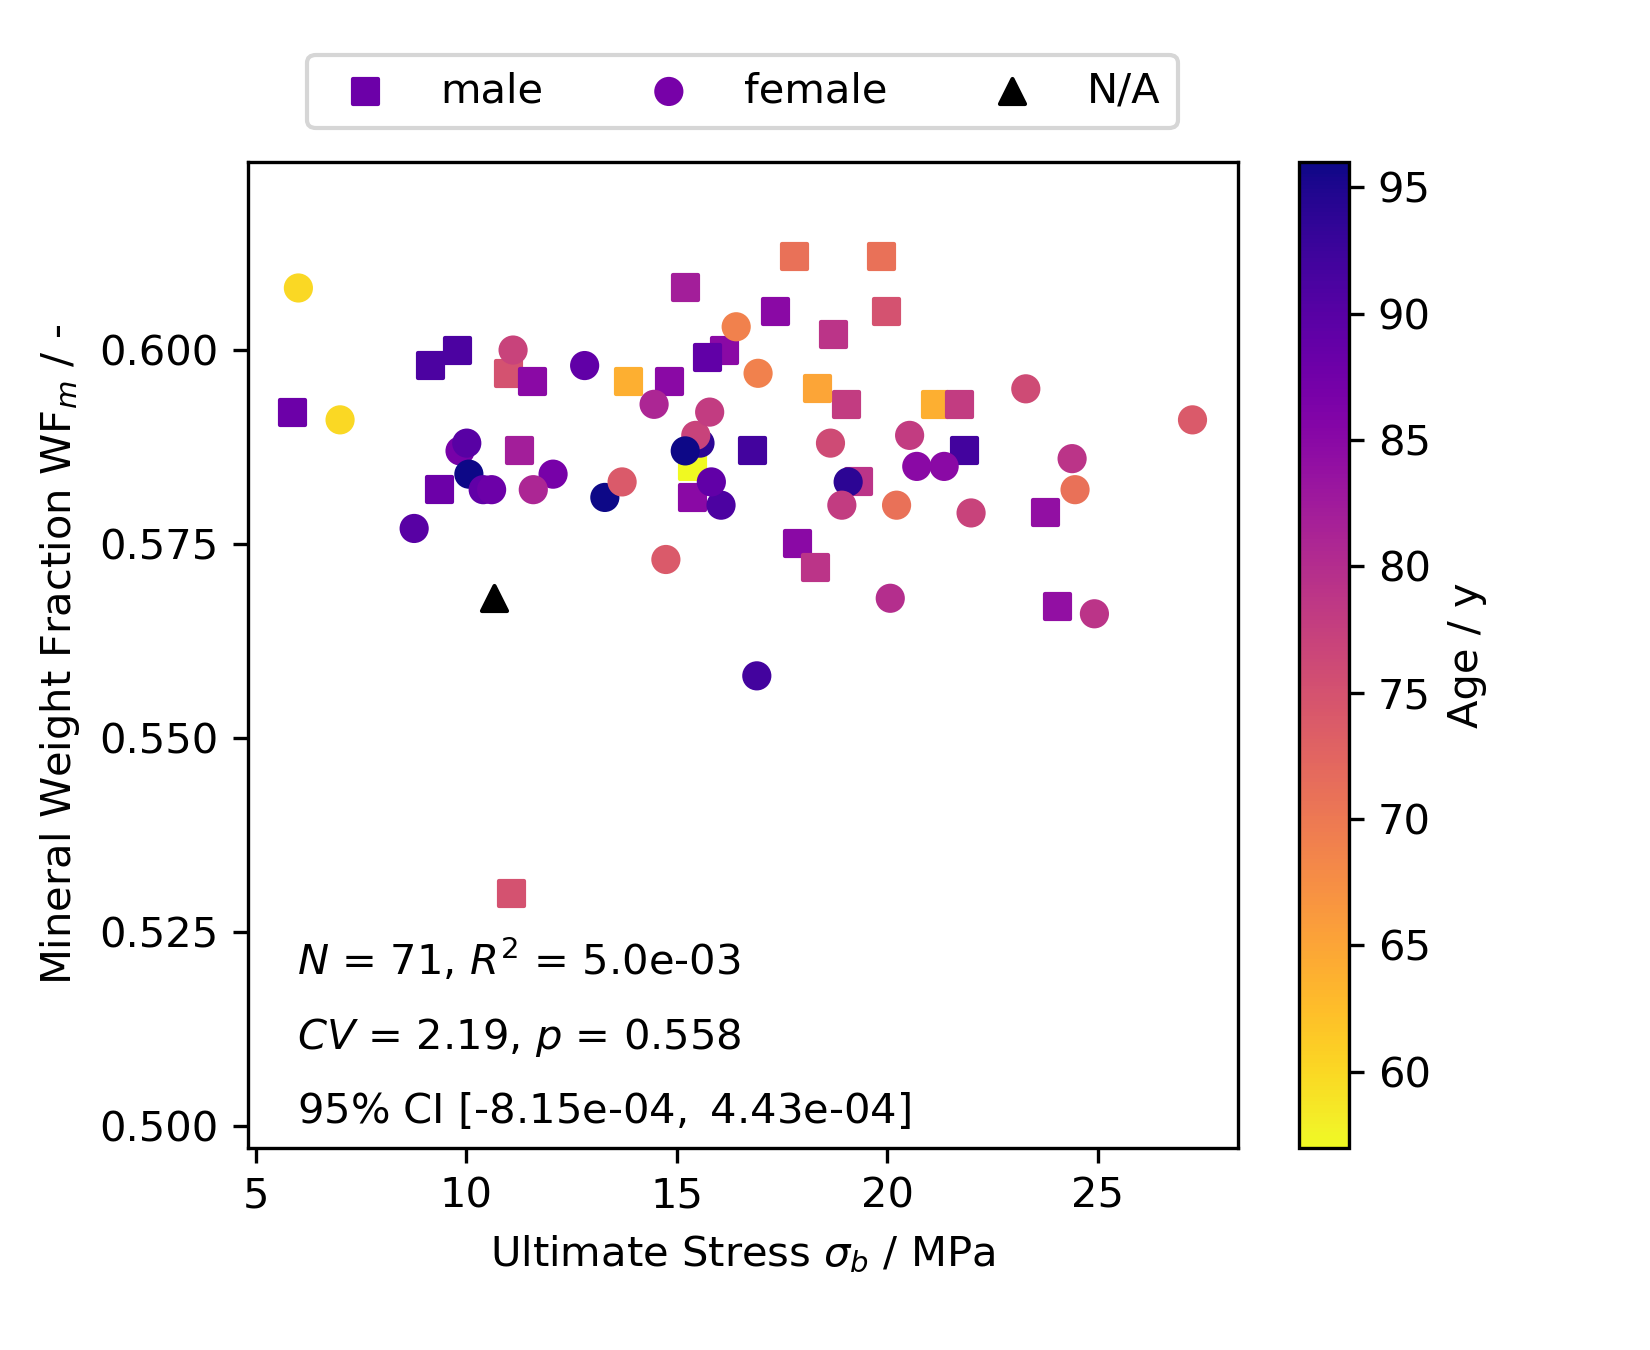 male female N/A
Mineral Weight Fraction WFₘ / -
0.600
0.575
0.550
0.525
0.500
N = 71, R² = 5.0e-03
CV = 2.19, p = 0.558
95% CI [-8.15e-04, 4.43e-04]
5 10 15 20 25
Ultimate Stress σ_b / MPa
95
90
85
80
75
70
65
60
Age / y